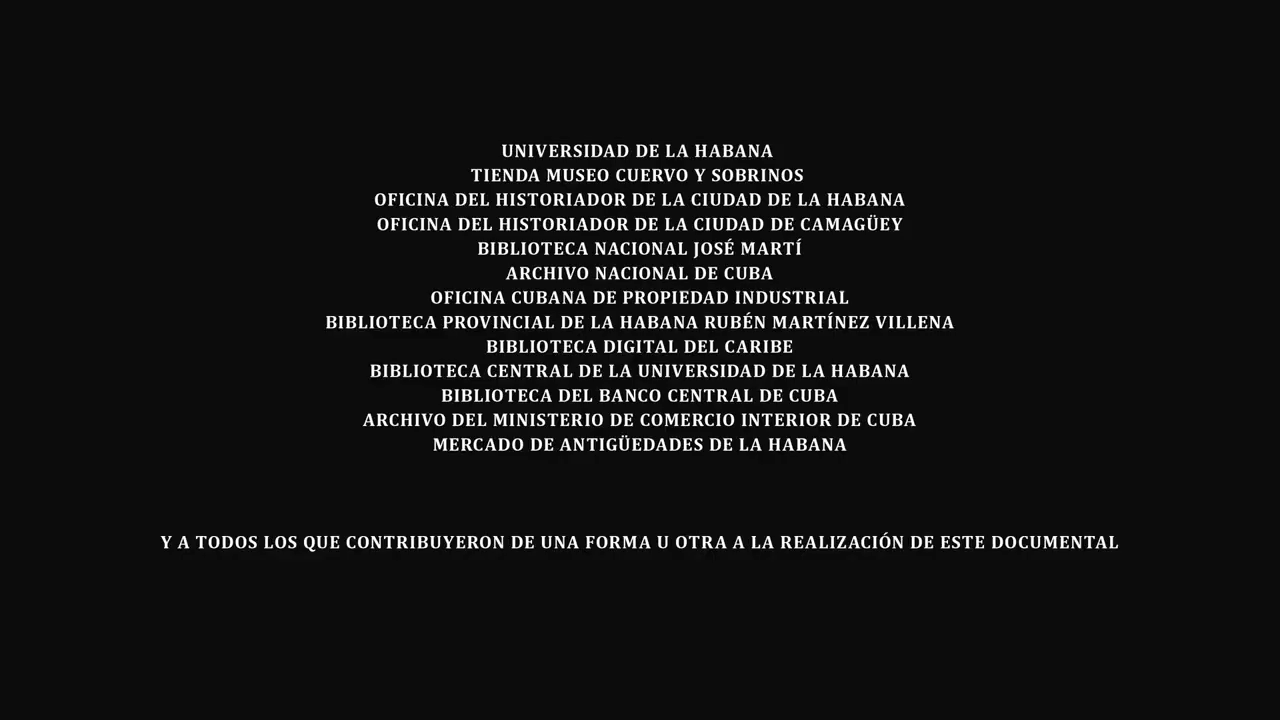 UNIVERSIDAD DE LA HABANA
TIENDA MUSEO CUERVO Y SOBRINOS
OFICINA DEL HISTORIADOR DE LA CIUDAD DE LA HABANA
OFICINA DEL HISTORIADOR DE LA CIUDAD DE CAMAGÜEY
BIBLIOTECA NACIONAL JOSÉ MARTÍ
ARCHIVO NACIONAL DE CUBA
OFICINA CUBANA DE PROPIEDAD INDUSTRIAL
BIBLIOTECA PROVINCIAL DE LA HABANA RUBÉN MARTÍNEZ VILLENA
BIBLIOTECA DIGITAL DEL CARIBE
BIBLIOTECA CENTRAL DE LA UNIVERSIDAD DE LA HABANA
BIBLIOTECA DEL BANCO CENTRAL DE CUBA
ARCHIVO DEL MINISTERIO DE COMERCIO INTERIOR DE CUBA
MERCADO DE ANTIGÜEDADES DE LA HABANA
Y A TODOS LOS QUE CONTRIBUYERON DE UNA FORMA U OTRA A LA REALIZACIÓN DE ESTE DOCUMENTAL